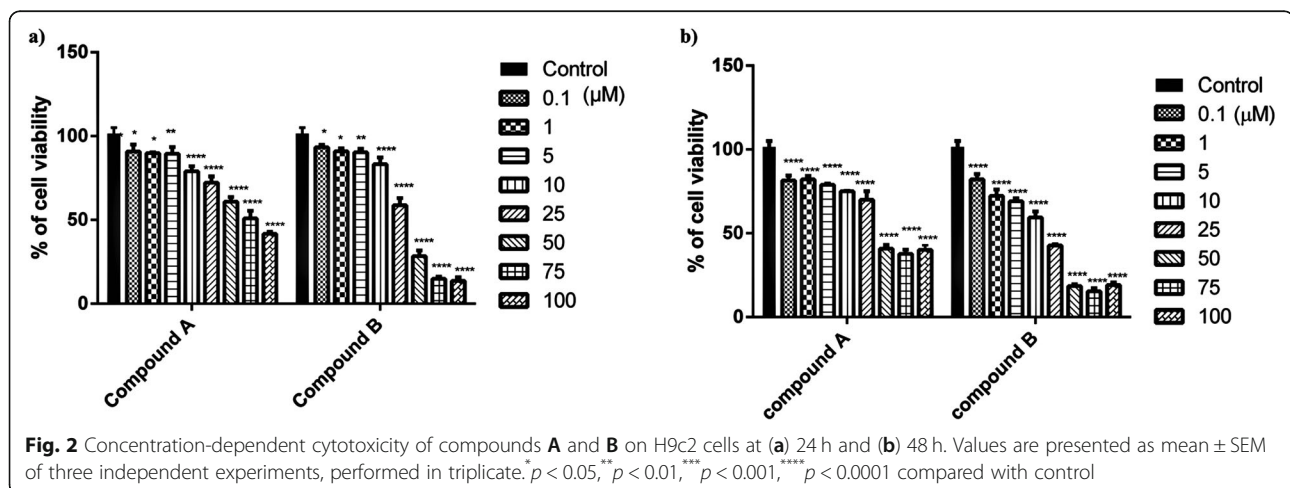 a)
150
100
50
0
% of cell viability
* * ** **** **** **** **** ****
* * ** **** **** **** **** ****
Compound A
Compound B
Control
0.1 (µM)
1
5
10
25
50
75
100
b)
150
100
50
0
% of cell viability
**** **** **** **** **** **** **** ****
**** **** **** **** **** **** **** ****
compound A
compound B
Control
0.1 (µM)
1
5
10
25
50
75
100
Fig. 2 Concentration-dependent cytotoxicity of compounds A and B on H9c2 cells at (a) 24 h and (b) 48 h. Values are presented as mean ± SEM
of three independent experiments, performed in triplicate. *p < 0.05, **p < 0.01, ***p < 0.001, ****p < 0.0001 compared with control